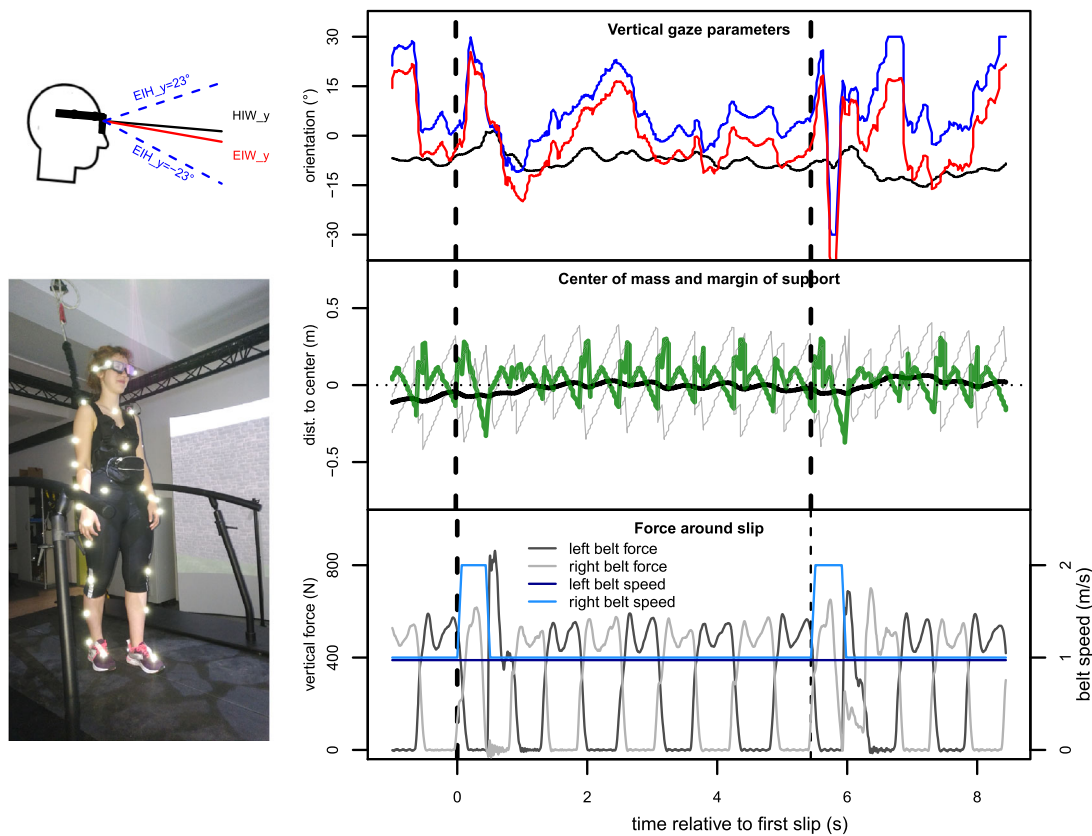 EIH_y=23°
HIW_y
EIW_y
EIH_y=−23°
Vertical gaze parameters
orientation (°)
30
15
0
−15
−30
Center of mass and margin of support
dist. to center (m)
0.5
0
−0.5
Force around slip
left belt force
right belt force
left belt speed
right belt speed
vertical force (N)
800
400
0
belt speed (m/s)
2
1
0
0 2 4 6 8
time relative to first slip (s)